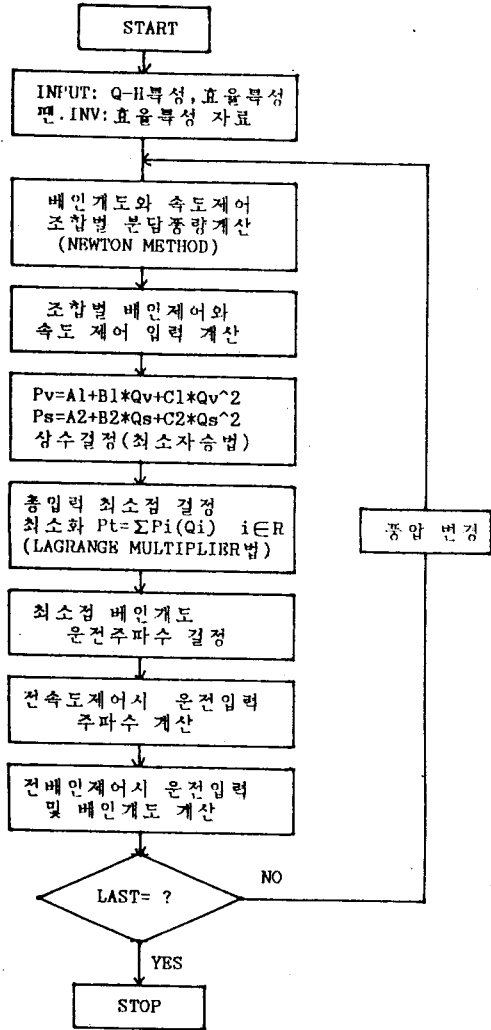 START
INPUT: Q-H특성,효율특성
팬.INV:효율특성 자료
베인개도와 속도제어
조합별 분담풍량계산
(NEWTON METHOD)
조합별 베인제어와
속도 제어 입력 계산
Pv=A1+B1*Qv+C1*Qv^2
Ps=A2+B2*Qs+C2*Qs^2
상수결정(최소자승법)
총입력 최소점 결정
최소화 Pt=∑Pi(Qi) i∈R
(LAGRANGE MULTIPLIER법)
풍압 변경
최소점 베인개도
운전주파수 결정
전속도제어시 운전입력
주파수 계산
전베인제어시 운전입력
및 베인개도 계산
LAST= ?
NO
YES
STOP